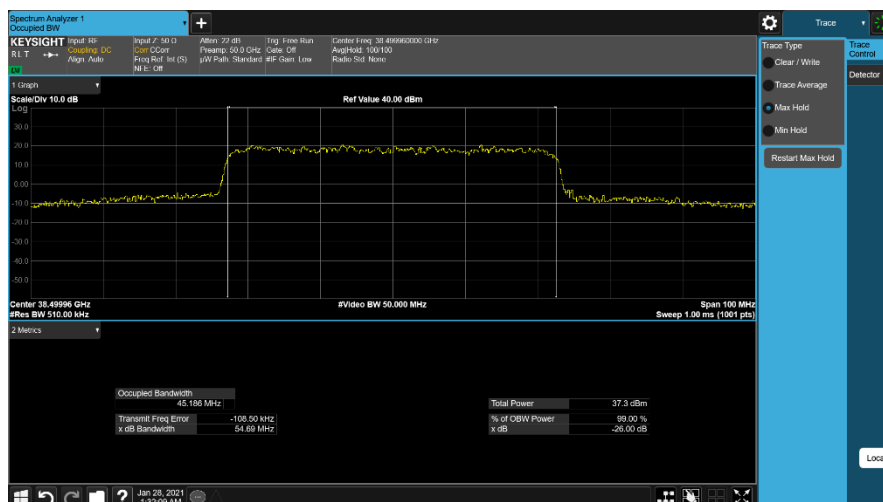 Spectrum Analyzer 1
Occupied BW
KEYSIGHT
R L T
Input: RF
Coupling: DC
Align: Auto
Input Z: 50 Ω
Corr CCorr
Freq Ref: Int (S)
NFE: Off
Atten: 22 dB
Preamp: 50.0 GHz
µW Path: Standard
Trig: Free Run
Gate: Off
#IF Gain: Low
Center Freq: 38.499960000 GHz
Avg|Hold: 100/100
Radio Std: None
Trace
Trace Type
Clear / Write
Trace Average
Max Hold
Min Hold
Restart Max Hold
Trace
Control
Detector
1 Graph
Scale/Div 10.0 dB
Ref Value 40.00 dBm
Log
30.0
20.0
10.0
0.00
-10.0
-20.0
-30.0
-40.0
-50.0
Center 38.49996 GHz
#Video BW 50.000 MHz
Span 100 MHz
#Res BW 510.00 kHz
Sweep 1.00 ms (1001 pts)
2 Metrics
Occupied Bandwidth
45.186 MHz
Transmit Freq Error -108.50 kHz
x dB Bandwidth 54.69 MHz
Total Power 37.3 dBm
% of OBW Power 99.00 %
x dB -26.00 dB
Loca
?
Jan 28, 2021
1:32:09 AM